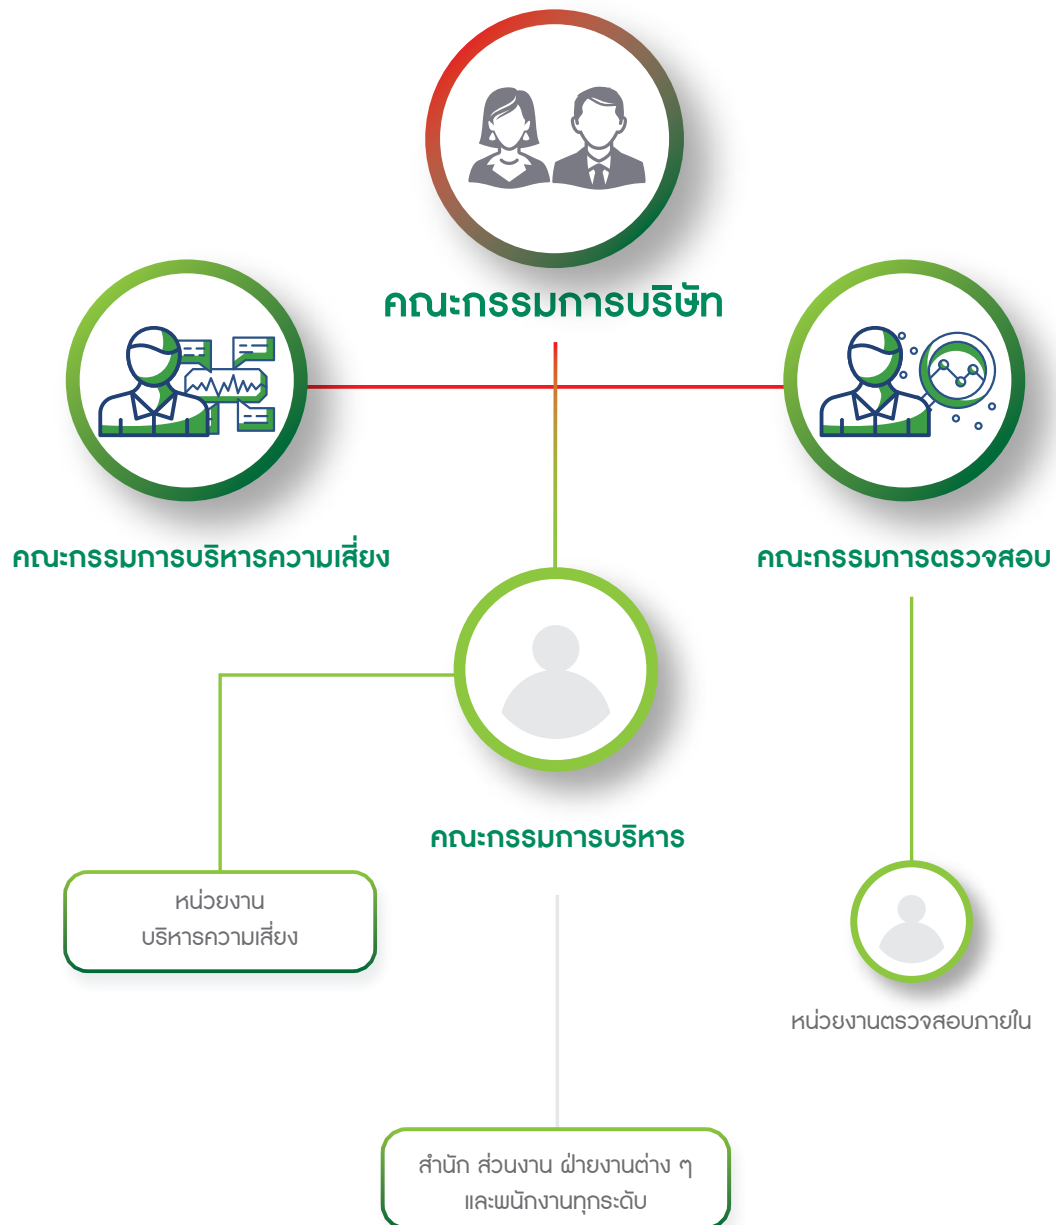 คณะกรรมการบริษัท
คณะกรรมการบริหารความเสี่ยง
คณะกรรมการตรวจสอบ
คณะกรรมการบริหาร
หน่วยงาน
บริหารความเสี่ยง
หน่วยงานตรวจสอบภายใน
สำนัก ส่วนงาน ฝ่ายงานต่าง ๆ
และพนักงานทุกระดับ